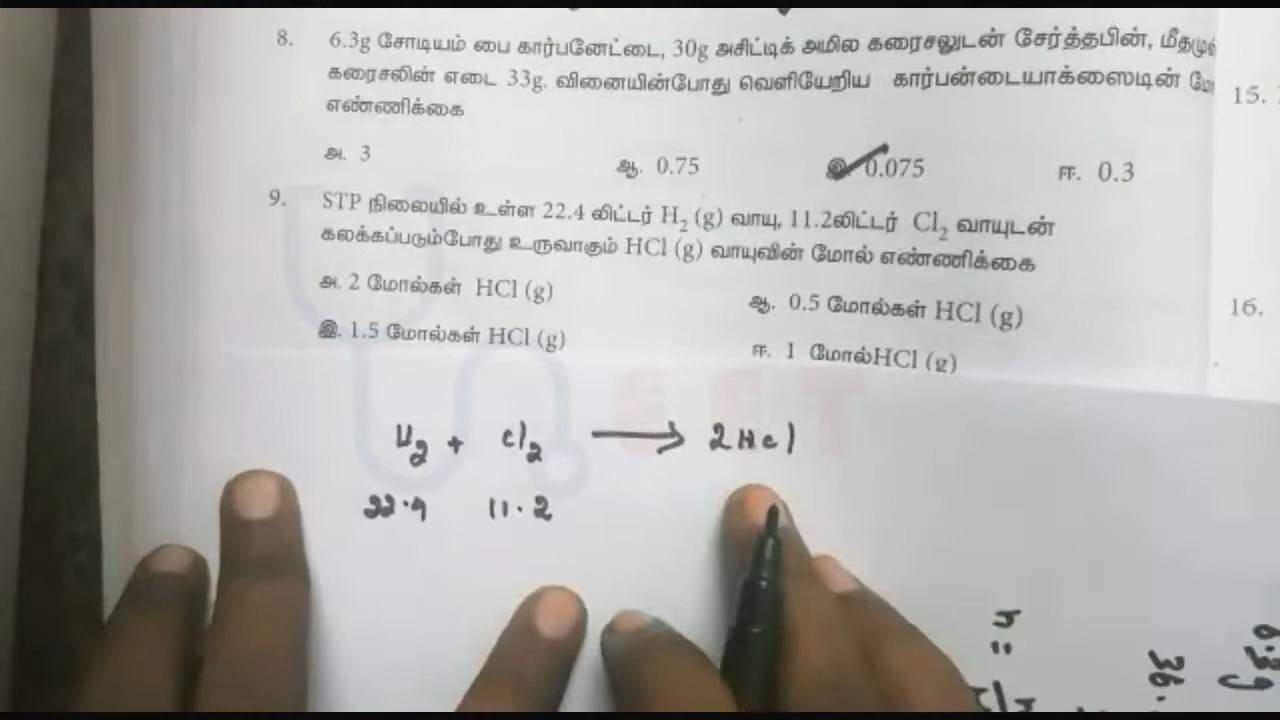 8. 6.3g சோடியம் பை கார்பனேட்டை, 30g அசிட்டிக் அமில கரைசலுடன் சேர்த்தபின்,
கரைசலின் எடை 33g. வினையின்போது வெளியேறிய கார்பன்டையாக்ஸைடின்
எண்ணிக்கை
அ. 3 ஆ. 0.75 இ. 0.075 ஈ. 0.3
9. STP நிலையில் உள்ள 22.4 லிட்டர் H₂ (g) வாயு, 11.2லிட்டர் Cl₂ வாயுடன்
கலக்கப்படும்போது உருவாகும் HCl (g) வாயுவின் மோல் எண்ணிக்கை
அ. 2 மோல்கள் HCl (g) ஆ. 0.5 மோல்கள் HCl (g)
இ. 1.5 மோல்கள் HCl (g) ஈ. 1 மோல்HCl (g)
H₂ + Cl₂ → 2HCl
22.4 11.2
15.
16.